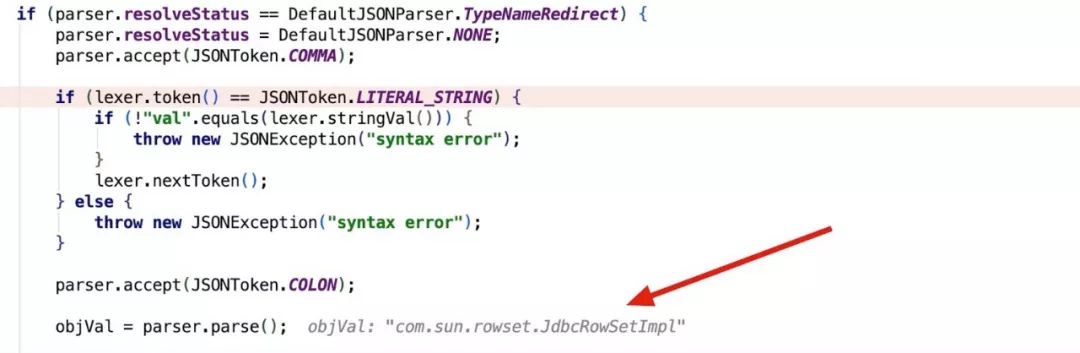 if (parser.resolveStatus == DefaultJSONParser.TypeNameRedirect) {
parser.resolveStatus = DefaultJSONParser.NONE;
parser.accept(JSONToken.COMMA);
if (lexer.token() == JSONToken.LITERAL_STRING) {
if (!"val".equals(lexer.stringVal())) {
throw new JSONException("syntax error");
}
lexer.nextToken();
} else {
throw new JSONException("syntax error");
}
parser.accept(JSONToken.COLON);
objVal = parser.parse(); objVal: "com.sun.rowset.JdbcRowSetImpl"